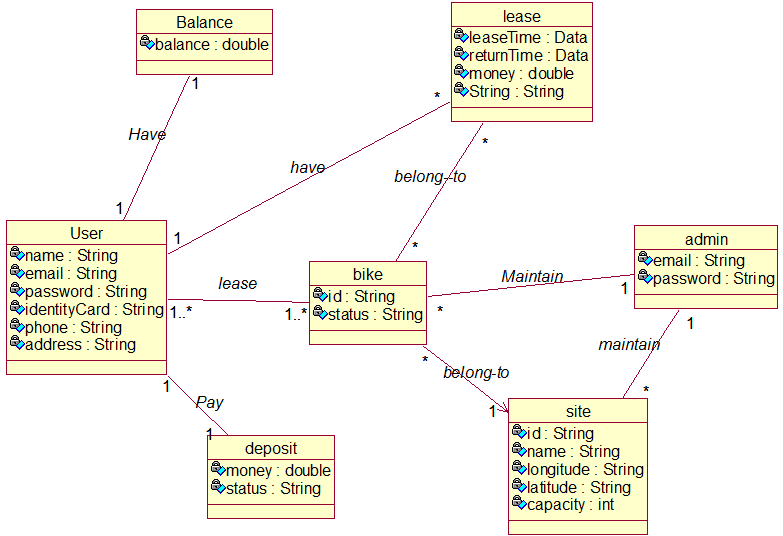 Balance
balance : double
1
Have
1
lease
leaseTime : Data
returnTime : Data
money : double
String : String
*
have
1
*
belong--to
*
User
name : String
email : String
password : String
identityCard : String
phone : String
address : String
lease
1..*
1..*
bike
id : String
status : String
Maintain
*
1
admin
email : String
password : String
1
maintain
*
*
belong-to
1
site
id : String
name : String
longitude : String
latitude : String
capacity : int
1
Pay
1
deposit
money : double
status : String